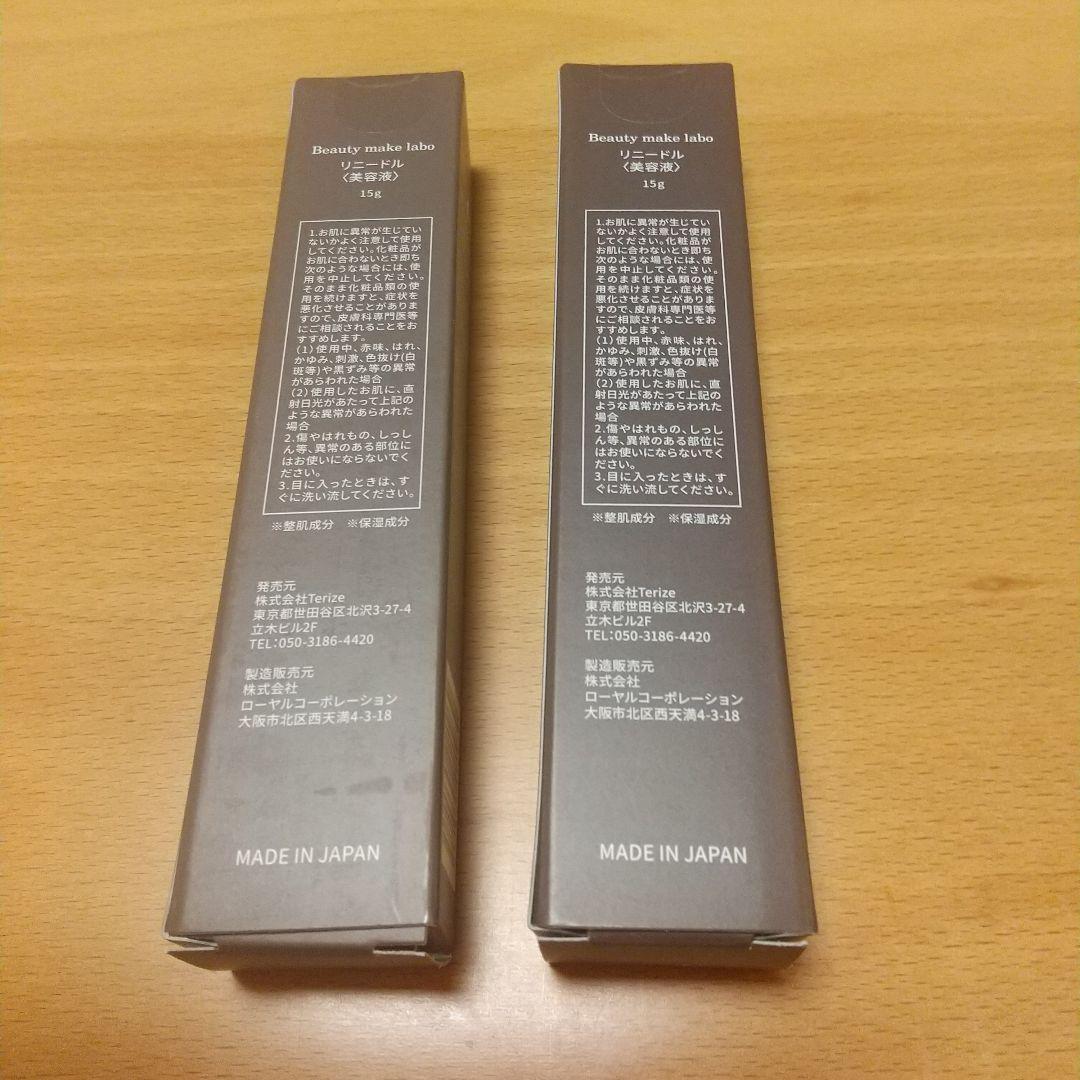 Beauty make labo
リニードル
〈美容液〉
15g
1.お肌に異常が生じてい
ないかよく注意して使用
してください。化粧品が
お肌に合わないとき即ち
次のような場合には、使
用を中止してください。
そのまま化粧品類の使
用を続けますと、症状を
悪化させることがありま
すので、皮膚科専門医等
にご相談されることをお
すすめします。
(1)使用中、赤味、はれ、
かゆみ、刺激、色抜け(白
斑等)や黒ずみ等の異常
があらわれた場合
(2)使用したお肌に、直
射日光があたって上記の
ような異常があらわれた
場合
2.傷やはれもの、しっし
ん等、異常のある部位に
はお使いにならないでく
ださい。
3.目に入ったときは、す
ぐに洗い流してください。
※整肌成分 ※保湿成分
発売元
株式会社Terize
東京都世田谷区北沢3-27-4
立木ビル2F
TEL:050-3186-4420
製造販売元
株式会社
ローヤルコーポレーション
大阪市北区西天満4-3-18
MADE IN JAPAN
Beauty make labo
リニードル
〈美容液〉
15g
1.お肌に異常が生じてい
ないかよく注意して使用
してください。化粧品が
お肌に合わないとき即ち
次のような場合には、使
用を中止してください。
そのまま化粧品類の使
用を続けますと、症状を
悪化させることがありま
すので、皮膚科専門医等
にご相談されることをお
すすめします。
(1)使用中、赤味、はれ、
かゆみ、刺激、色抜け(白
斑等)や黒ずみ等の異常
があらわれた場合
(2)使用したお肌に、直
射日光があたって上記の
ような異常があらわれた
場合
2.傷やはれもの、しっし
ん等、異常のある部位に
はお使いにならないでく
ださい。
3.目に入ったときは、す
ぐに洗い流してください。
※整肌成分 ※保湿成分
発売元
株式会社Terize
東京都世田谷区北沢3-27-4
立木ビル2F
TEL:050-3186-4420
製造販売元
株式会社
ローヤルコーポレーション
大阪市北区西天満4-3-18
MADE IN JAPAN